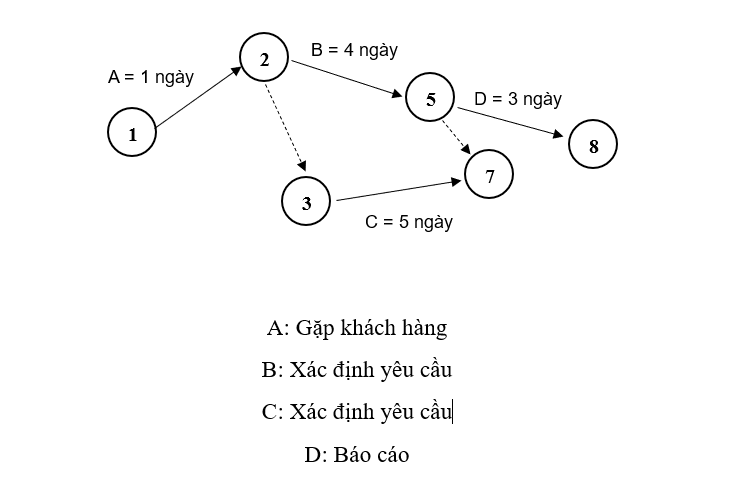 2
B = 4 ngày
A = 1 ngày
5
D = 3 ngày
1
8
7
3
C = 5 ngày
A: Gặp khách hàng
B: Xác định yêu cầu
C: Xác định yêu cầu
D: Báo cáo